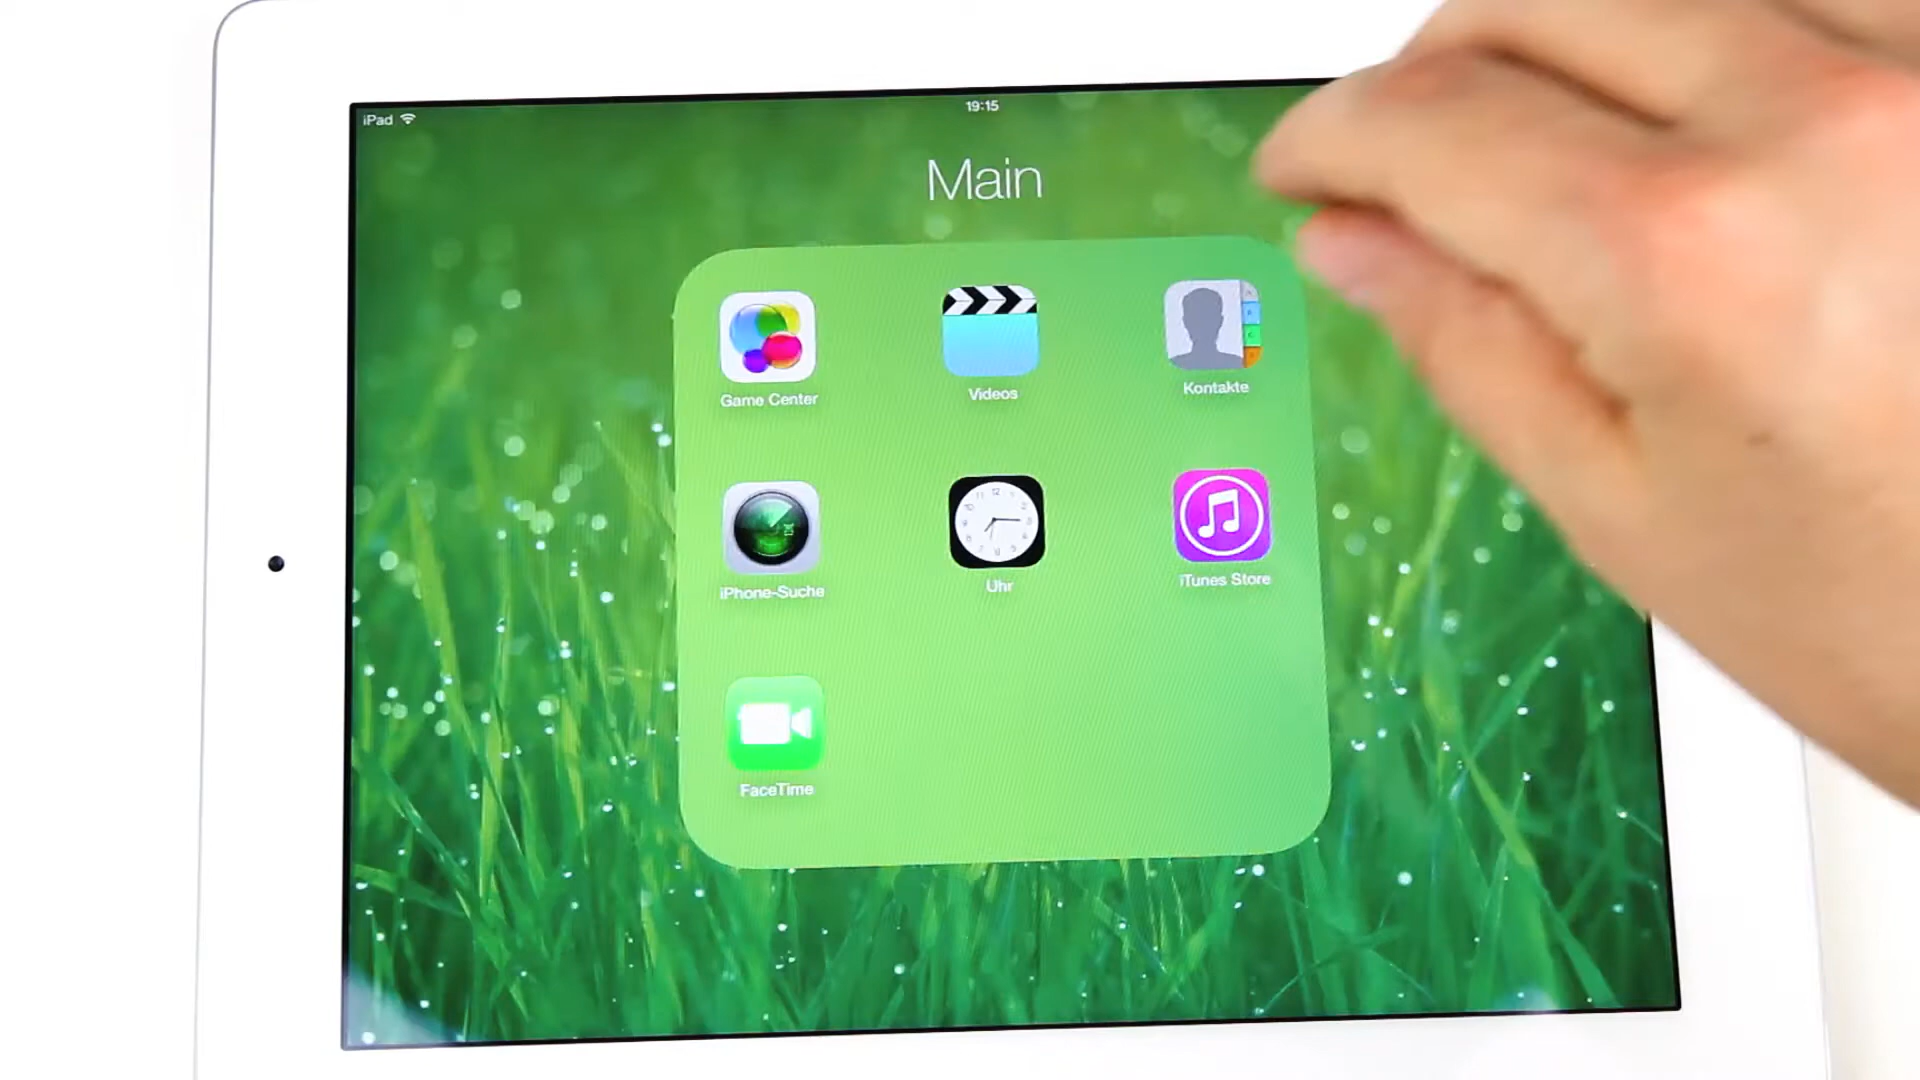 iPad
19:15
Main
Game Center
Videos
Kontakte
iPhone-Suche
Uhr
iTunes Store
FaceTime